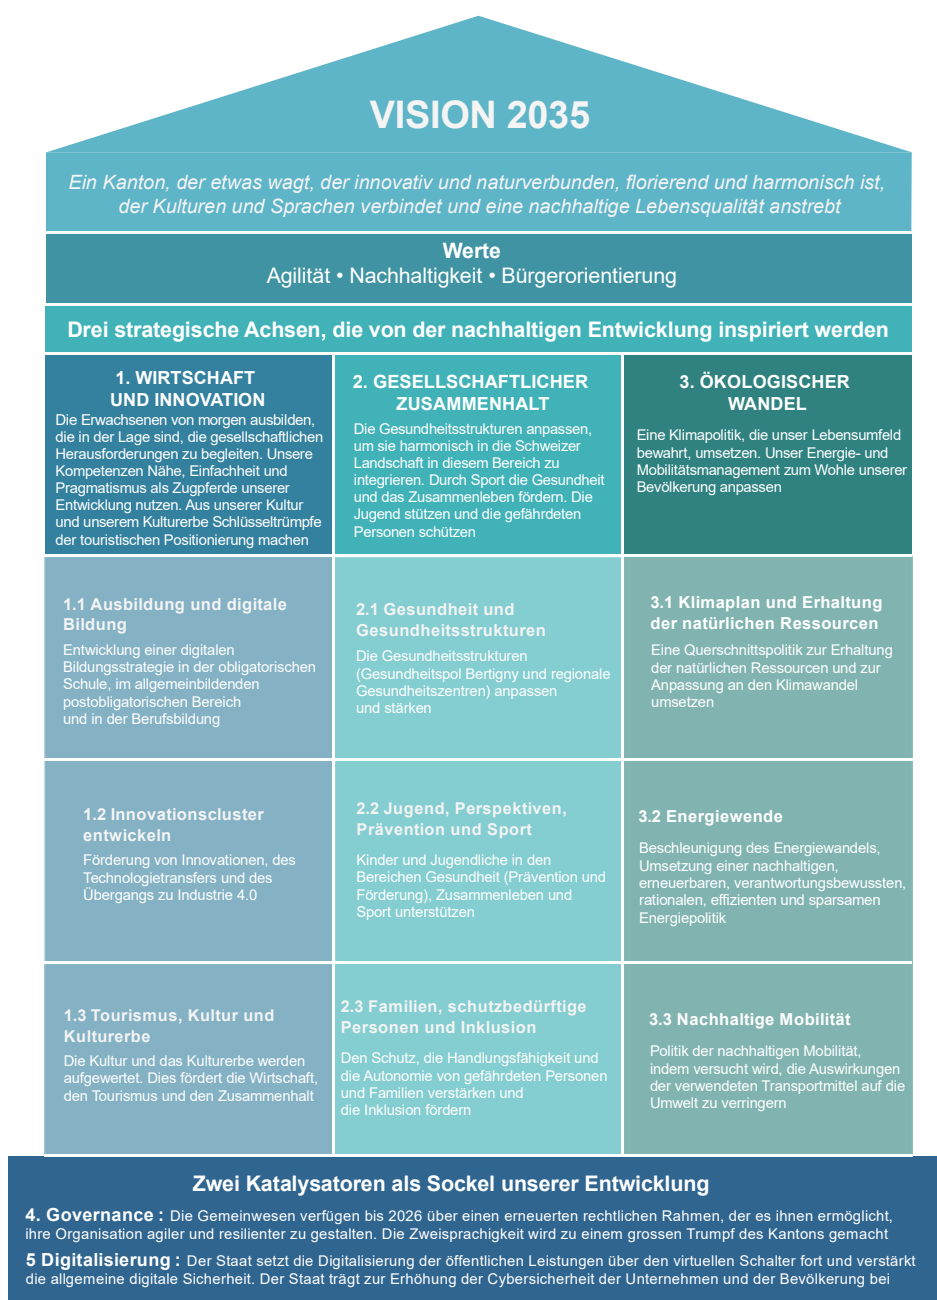 VISION 2035
Ein Kanton, der etwas wagt, der innovativ und naturverbunden, florierend und harmonisch ist,
der Kulturen und Sprachen verbindet und eine nachhaltige Lebensqualität anstrebt
Werte
Agilität • Nachhaltigkeit • Bürgerorientierung
Drei strategische Achsen, die von der nachhaltigen Entwicklung inspiriert werden
1. WIRTSCHAFT
UND INNOVATION
Die Erwachsenen von morgen ausbilden,
die in der Lage sind, die gesellschaftlichen
Herausforderungen zu begleiten. Unsere
Kompetenzen Nähe, Einfachheit und
Pragmatismus als Zugpferde unserer
Entwicklung nutzen. Aus unserer Kultur
und unserem Kulturerbe Schlüsseltrümpfe
der touristischen Positionierung machen
2. GESELLSCHAFTLICHER
ZUSAMMENHALT
Die Gesundheitsstrukturen anpassen,
um sie harmonisch in die Schweizer
Landschaft in diesem Bereich zu
integrieren. Durch Sport die Gesundheit
und das Zusammenleben fördern. Die
Jugend stützen und die gefährdeten
Personen schützen
3. ÖKOLOGISCHER
WANDEL
Eine Klimapolitik, die unser Lebensumfeld
bewahrt, umsetzen. Unser Energie- und
Mobilitätsmanagement zum Wohle unserer
Bevölkerung anpassen
1.1 Ausbildung und digitale
Bildung
Entwicklung einer digitalen
Bildungsstrategie in der obligatorischen
Schule, im allgemeinbildenden
postobligatorischen Bereich
und in der Berufsbildung
2.1 Gesundheit und
Gesundheitsstrukturen
Die Gesundheitsstrukturen
(Gesundheitspol Bertigny und regionale
Gesundheitszentren) anpassen
und stärken
3.1 Klimaplan und Erhaltung
der natürlichen Ressourcen
Eine Querschnittspolitik zur Erhaltung
der natürlichen Ressourcen und zur
Anpassung an den Klimawandel
umsetzen
1.2 Innovationscluster
entwickeln
Förderung von Innovationen, des
Technologietransfers und des
Übergangs zu Industrie 4.0
2.2 Jugend, Perspektiven,
Prävention und Sport
Kinder und Jugendliche in den
Bereichen Gesundheit (Prävention und
Förderung), Zusammenleben und
Sport unterstützen
3.2 Energiewende
Beschleunigung des Energiewandels,
Umsetzung einer nachhaltigen,
erneuerbaren, verantwortungsbewussten,
rationalen, effizienten und sparsamen
Energiepolitik
1.3 Tourismus, Kultur und
Kulturerbe
Die Kultur und das Kulturerbe werden
aufgewertet. Dies fördert die Wirtschaft,
den Tourismus und den Zusammenhalt
2.3 Familien, schutzbedürftige
Personen und Inklusion
Den Schutz, die Handlungsfähigkeit und
die Autonomie von gefährdeten Personen
und Familien verstärken und
die Inklusion fördern
3.3 Nachhaltige Mobilität
Politik der nachhaltigen Mobilität,
indem versucht wird, die Auswirkungen
der verwendeten Transportmittel auf die
Umwelt zu verringern
Zwei Katalysatoren als Sockel unserer Entwicklung
4. Governance : Die Gemeinwesen verfügen bis 2026 über einen erneuerten rechtlichen Rahmen, der es ihnen ermöglicht,
ihre Organisation agiler und resilienter zu gestalten. Die Zweisprachigkeit wird zu einem grossen Trumpf des Kantons gemacht
5 Digitalisierung : Der Staat setzt die Digitalisierung der öffentlichen Leistungen über den virtuellen Schalter fort und verstärkt
die allgemeine digitale Sicherheit. Der Staat trägt zur Erhöhung der Cybersicherheit der Unternehmen und der Bevölkerung bei